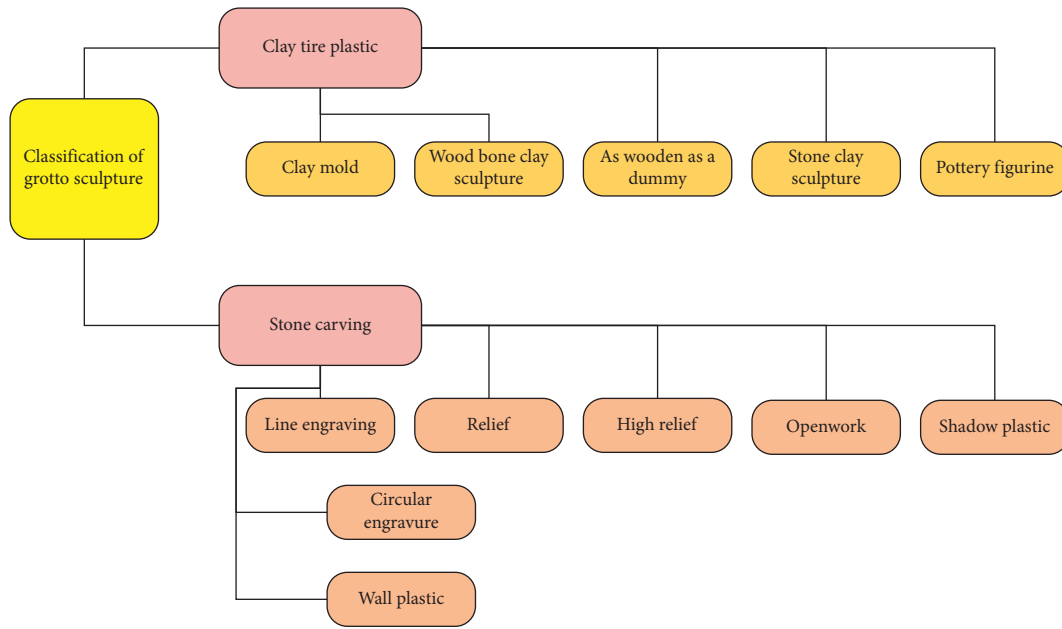 Clay tire plastic
Classification of
grotto sculpture
Clay mold
Wood bone clay
sculpture
As wooden as a
dummy
Stone clay
sculpture
Pottery figurine
Stone carving
Line engraving
Relief
High relief
Openwork
Shadow plastic
Circular
engravure
Wall plastic